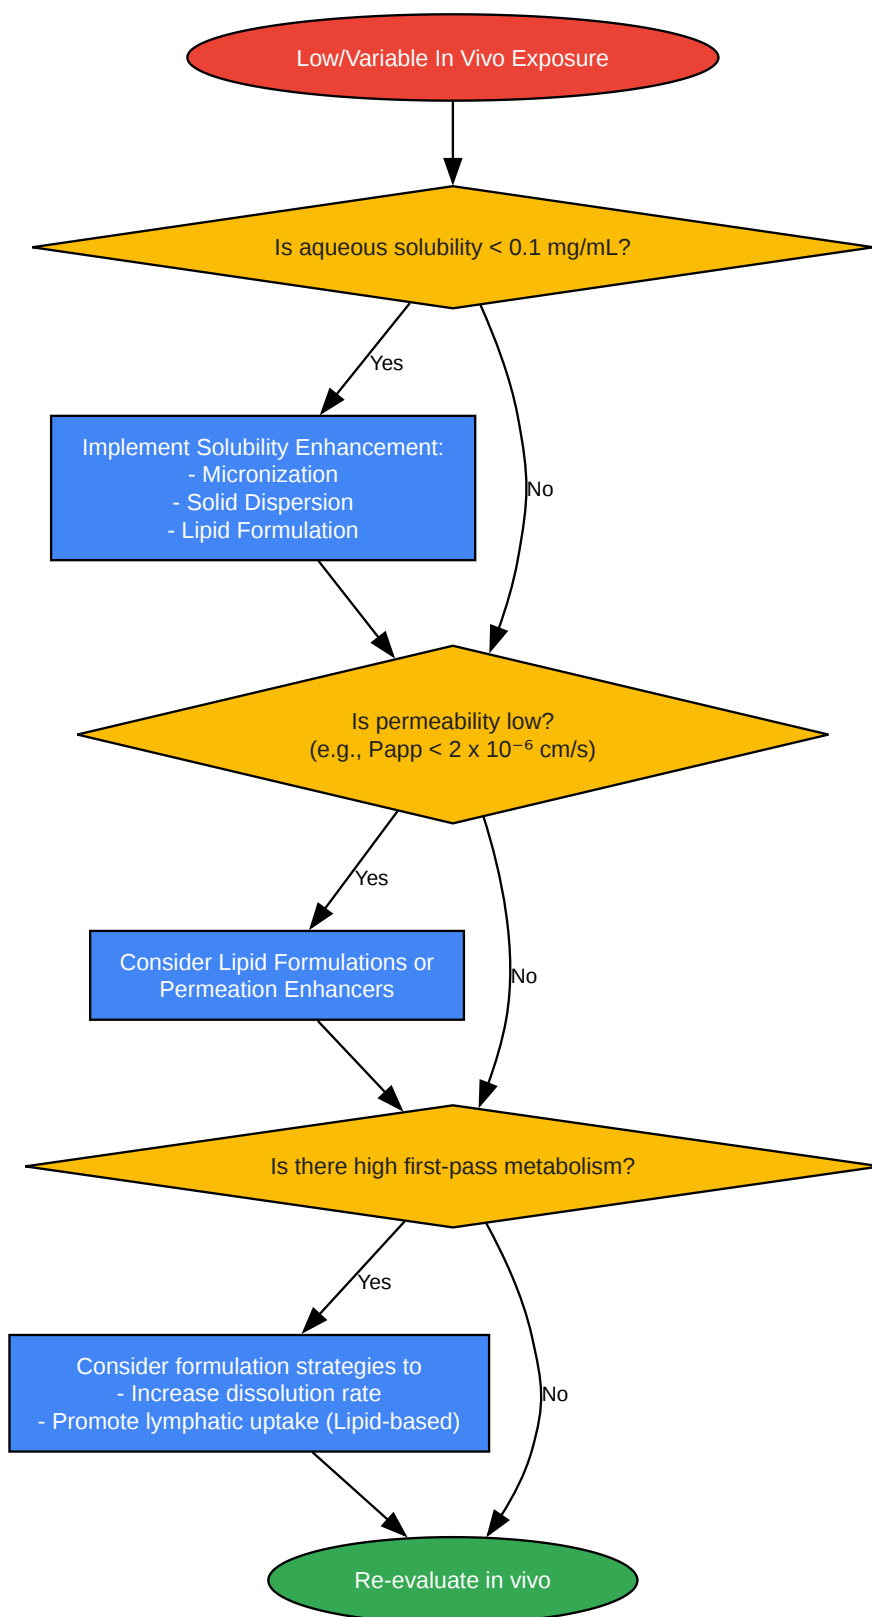 Low/Variable In Vivo Exposure
Is aqueous solubility < 0.1 mg/mL?
Yes
Implement Solubility Enhancement:
- Micronization
- Solid Dispersion
- Lipid Formulation
No
Is permeability low?
(e.g., Papp < 2 x 10⁻⁶ cm/s)
Yes
Consider Lipid Formulations or
Permeation Enhancers
No
Is there high first-pass metabolism?
Yes
Consider formulation strategies to
- Increase dissolution rate
- Promote lymphatic uptake (Lipid-based)
No
Re-evaluate in vivo